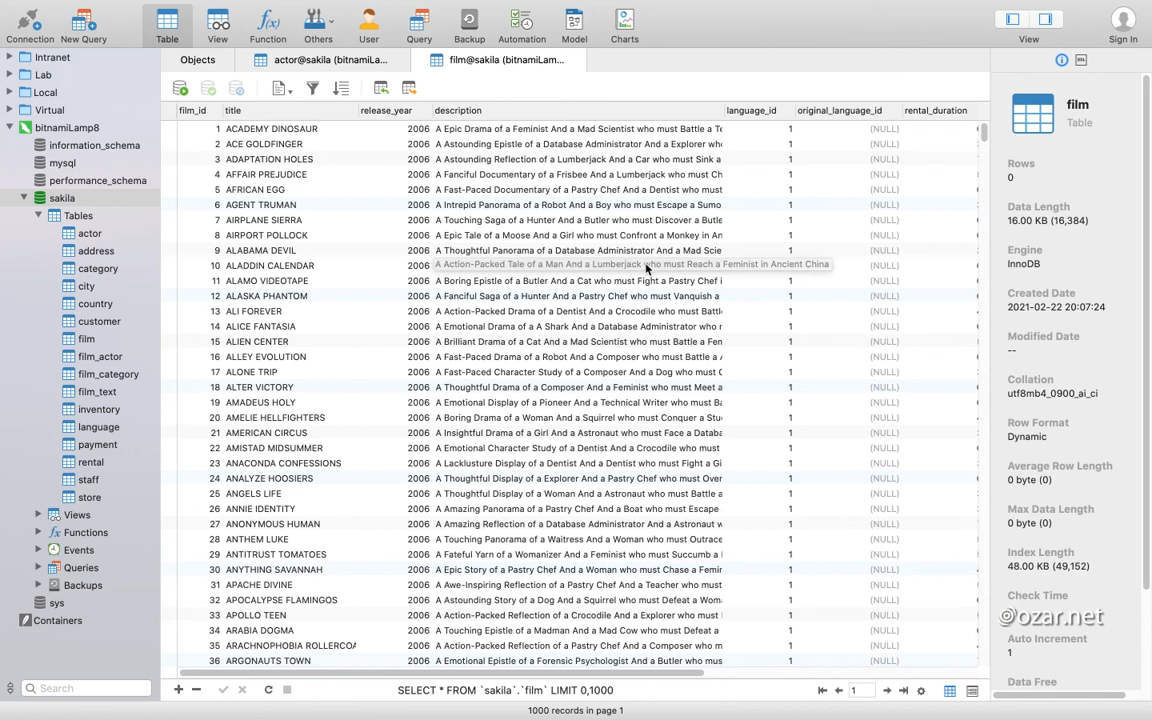 Connection New Query Table View Function Others User Query Backup Automation Model Charts View Sign In
Intranet
Lab
Local
Virtual
bitnamiLamp8
information_schema
mysql
performance_schema
sakila
Tables
actor
address
category
city
country
customer
film
film_actor
film_category
film_text
inventory
language
payment
rental
staff
store
Views
Functions
Events
Queries
Backups
sys
Containers
Search
Objects actor@sakila (bitnamiLa... film@sakila (bitnamiLam...
film_id title release_year description language_id original_language_id rental_duration
1 ACADEMY DINOSAUR 2006 A Epic Drama of a Feminist And a Mad Scientist who must Battle a Te 1 (NULL)
2 ACE GOLDFINGER 2006 A Astounding Epistle of a Database Administrator And a Explorer who 1 (NULL)
3 ADAPTATION HOLES 2006 A Astounding Reflection of a Lumberjack And a Car who must Sink a 1 (NULL)
4 AFFAIR PREJUDICE 2006 A Fanciful Documentary of a Frisbee And a Lumberjack who must Ch 1 (NULL)
5 AFRICAN EGG 2006 A Fast-Paced Documentary of a Pastry Chef And a Dentist who must 1 (NULL)
6 AGENT TRUMAN 2006 A Intrepid Panorama of a Robot And a Boy who must Escape a Sumo 1 (NULL)
7 AIRPLANE SIERRA 2006 A Touching Saga of a Hunter And a Butler who must Discover a Butle 1 (NULL)
8 AIRPORT POLLOCK 2006 A Epic Tale of a Moose And a Girl who must Confront a Monkey in An 1 (NULL)
9 ALABAMA DEVIL 2006 A Thoughtful Panorama of a Database Administrator And a Mad Scie 1 (NULL)
10 ALADDIN CALENDAR 2006 A Action-Packed Tale of a Man And a Lumberjack who must Reach a Feminist in Ancient China (NULL)
11 ALAMO VIDEOTAPE 2006 A Boring Epistle of a Butler And a Cat who must Fight a Pastry Chef i 1 (NULL)
12 ALASKA PHANTOM 2006 A Fanciful Saga of a Hunter And a Pastry Chef who must Vanquish a 1 (NULL)
13 ALI FOREVER 2006 A Action-Packed Drama of a Dentist And a Crocodile who must Battl 1 (NULL)
14 ALICE FANTASIA 2006 A Emotional Drama of a A Shark And a Database Administrator who r 1 (NULL)
15 ALIEN CENTER 2006 A Brilliant Drama of a Cat And a Mad Scientist who must Battle a Fem 1 (NULL)
16 ALLEY EVOLUTION 2006 A Fast-Paced Drama of a Robot And a Composer who must Battle a A 1 (NULL)
17 ALONE TRIP 2006 A Fast-Paced Character Study of a Composer And a Dog who must C 1 (NULL)
18 ALTER VICTORY 2006 A Thoughtful Drama of a Composer And a Feminist who must Meet a 1 (NULL)
19 AMADEUS HOLY 2006 A Emotional Display of a Pioneer And a Technical Writer who must Ba 1 (NULL)
20 AMELIE HELLFIGHTERS 2006 A Boring Drama of a Woman And a Squirrel who must Conquer a Stu 1 (NULL)
21 AMERICAN CIRCUS 2006 A Insightful Drama of a Girl And a Astronaut who must Face a Databa 1 (NULL)
22 AMISTAD MIDSUMMER 2006 A Emotional Character Study of a Dentist And a Crocodile who must 1 (NULL)
23 ANACONDA CONFESSIONS 2006 A Lacklusture Display of a Dentist And a Dentist who must Fight a Gi 1 (NULL)
24 ANALYZE HOOSIERS 2006 A Thoughtful Display of a Explorer And a Pastry Chef who must Over 1 (NULL)
25 ANGELS LIFE 2006 A Thoughtful Display of a Woman And a Astronaut who must Battle a 1 (NULL)
26 ANNIE IDENTITY 2006 A Amazing Panorama of a Pastry Chef And a Boat who must Escape 1 (NULL)
27 ANONYMOUS HUMAN 2006 A Amazing Reflection of a Database Administrator And a Astronaut w 1 (NULL)
28 ANTHEM LUKE 2006 A Touching Panorama of a Waitress And a Woman who must Outrace 1 (NULL)
29 ANTITRUST TOMATOES 2006 A Fateful Yarn of a Womanizer And a Feminist who must Succumb a 1 (NULL)
30 ANYTHING SAVANNAH 2006 A Epic Story of a Pastry Chef And a Woman who must Chase a Femir 1 (NULL)
31 APACHE DIVINE 2006 A Awe-Inspiring Reflection of a Pastry Chef And a Teacher who must 1 (NULL)
32 APOCALYPSE FLAMINGOS 2006 A Astounding Story of a Dog And a Squirrel who must Defeat a Wom 1 (NULL)
33 APOLLO TEEN 2006 A Action-Packed Reflection of a Crocodile And a Explorer who must 1 (NULL)
34 ARABIA DOGMA 2006 A Touching Epistle of a Madman And a Mad Cow who must Defeat a 1 (NULL)
35 ARACHNOPHOBIA ROLLERCOA 2006 A Action-Packed Reflection of a Pastry Chef And a Composer who must 1 (NULL)
36 ARGONAUTS TOWN 2006 A Emotional Epistle of a Forensic Psychologist And a Butler who mus 1 (NULL)
SELECT * FROM `sakila`.`film` LIMIT 0,1000 1
1000 records in page 1
film
Table
Rows
0
Data Length
16.00 KB (16,384)
Engine
InnoDB
Created Date
2021-02-22 20:07:24
Modified Date
--
Collation
utf8mb4_0900_ai_ci
Row Format
Dynamic
Average Row Length
0 byte (0)
Max Data Length
0 byte (0)
Index Length
48.00 KB (49,152)
Check Time
ozar.net
Auto Increment
1
Data Free